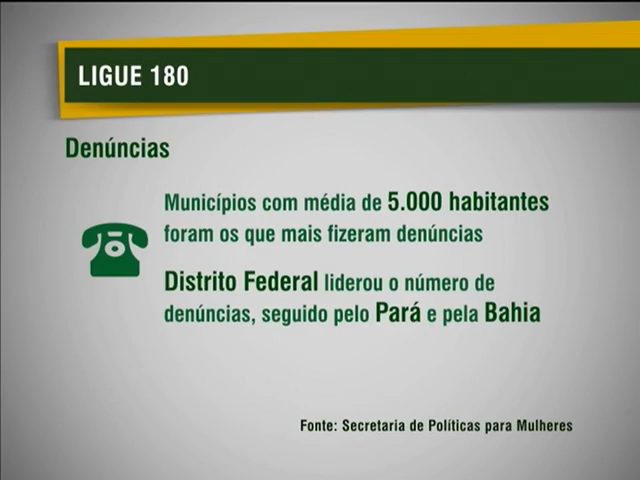 LIGUE 180
Denúncias
Municípios com média de 5.000 habitantes
foram os que mais fizeram denúncias
Distrito Federal liderou o número de
denúncias, seguido pelo Pará e pela Bahia
Fonte: Secretaria de Políticas para Mulheres